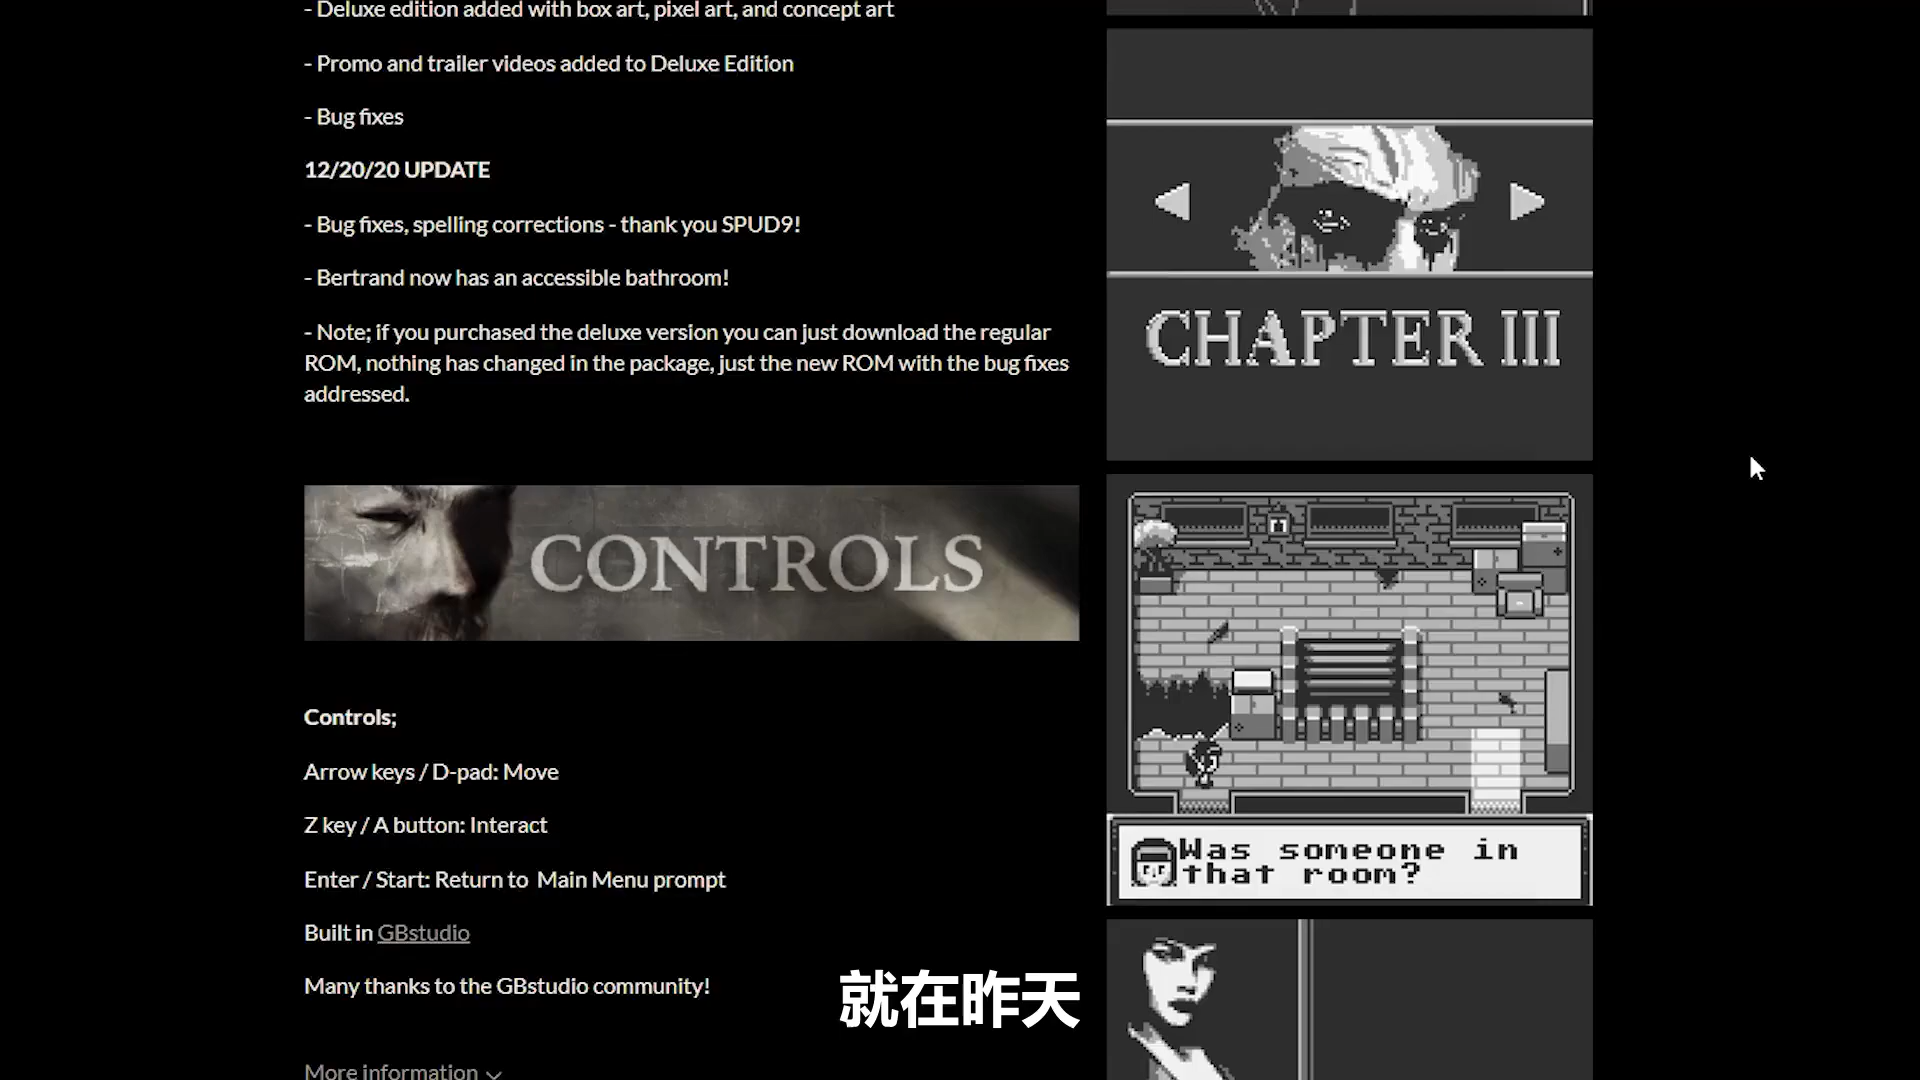 - Deluxe edition added with box art, pixel art, and concept art
- Promo and trailer videos added to Deluxe Edition
- Bug fixes
12/20/20 UPDATE
- Bug fixes, spelling corrections - thank you SPUD9!
- Bertrand now has an accessible bathroom!
- Note; if you purchased the deluxe version you can just download the regular
ROM, nothing has changed in the package, just the new ROM with the bug fixes
addressed.
CONTROLS
Controls;
Arrow keys / D-pad: Move
Z key / A button: Interact
Enter / Start: Return to Main Menu prompt
Built in GBstudio
Many thanks to the GBstudio community!
More information
CHAPTER III
Was someone in
that room?
就在昨天